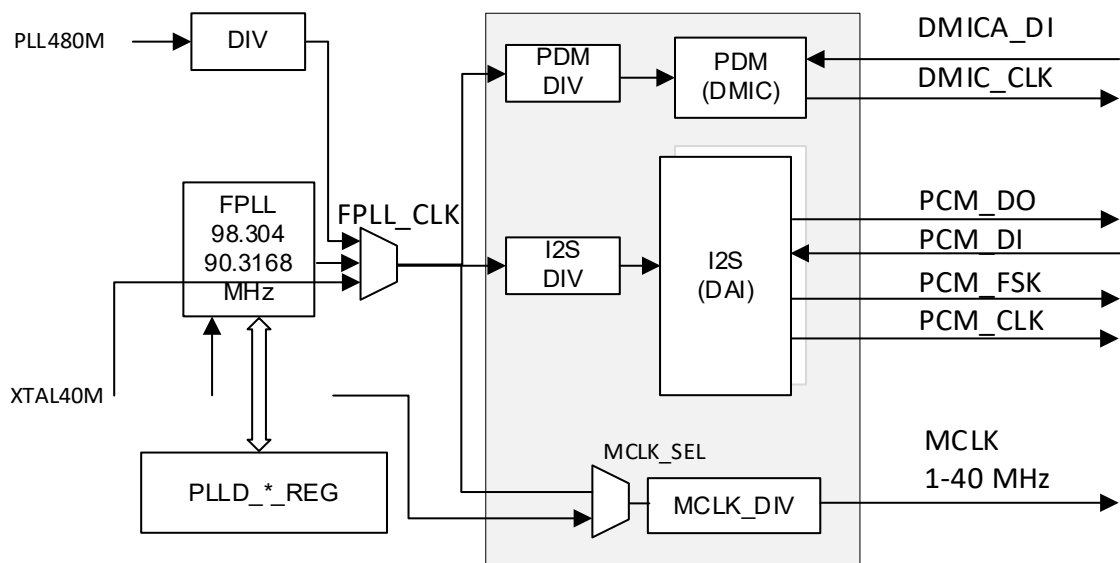 PLL480M
DIV
PDM
DIV
PDM
(DMIC)
DMICA_DI
DMIC_CLK
FPLL
98.304
90.3168
MHz
FPLL_CLK
I2S
DIV
I2S
(DAI)
PCM_DO
PCM_DI
PCM_FSK
PCM_CLK
XTAL40M
PLLD_*_REG
MCLK_SEL
MCLK_DIV
MCLK
1-40 MHz